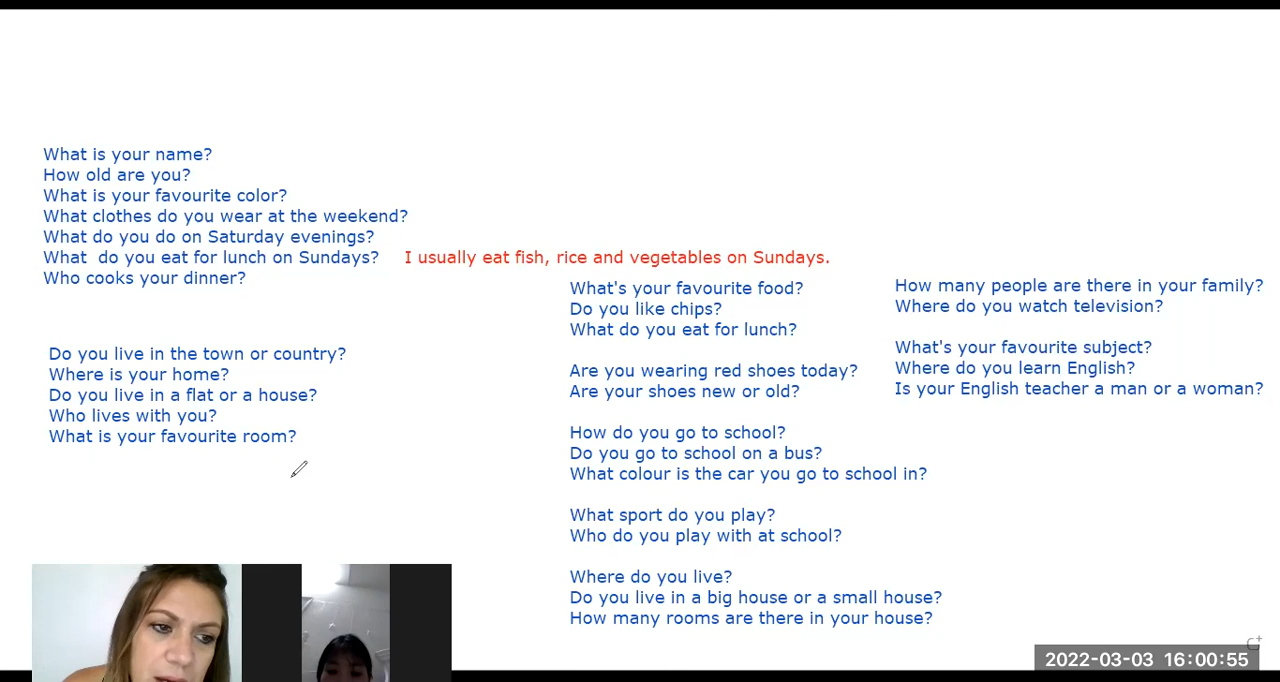 What is your name?
How old are you?
What is your favourite color?
What clothes do you wear at the weekend?
What do you do on Saturday evenings?
What  do you eat for lunch on Sundays?
I usually eat fish, rice and vegetables on Sundays.
Who cooks your dinner?
Do you live in the town or country?
Where is your home?
Do you live in a flat or a house?
Who lives with you?
What is your favourite room?
What's your favourite food?
Do you like chips?
What do you eat for lunch?
Are you wearing red shoes today?
Are your shoes new or old?
How do you go to school?
Do you go to school on a bus?
What colour is the car you go to school in?
What sport do you play?
Who do you play with at school?
Where do you live?
Do you live in a big house or a small house?
How many rooms are there in your house?
How many people are there in your family?
Where do you watch television?
What's your favourite subject?
Where do you learn English?
Is your English teacher a man or a woman?
2022-03-03 16:00:55